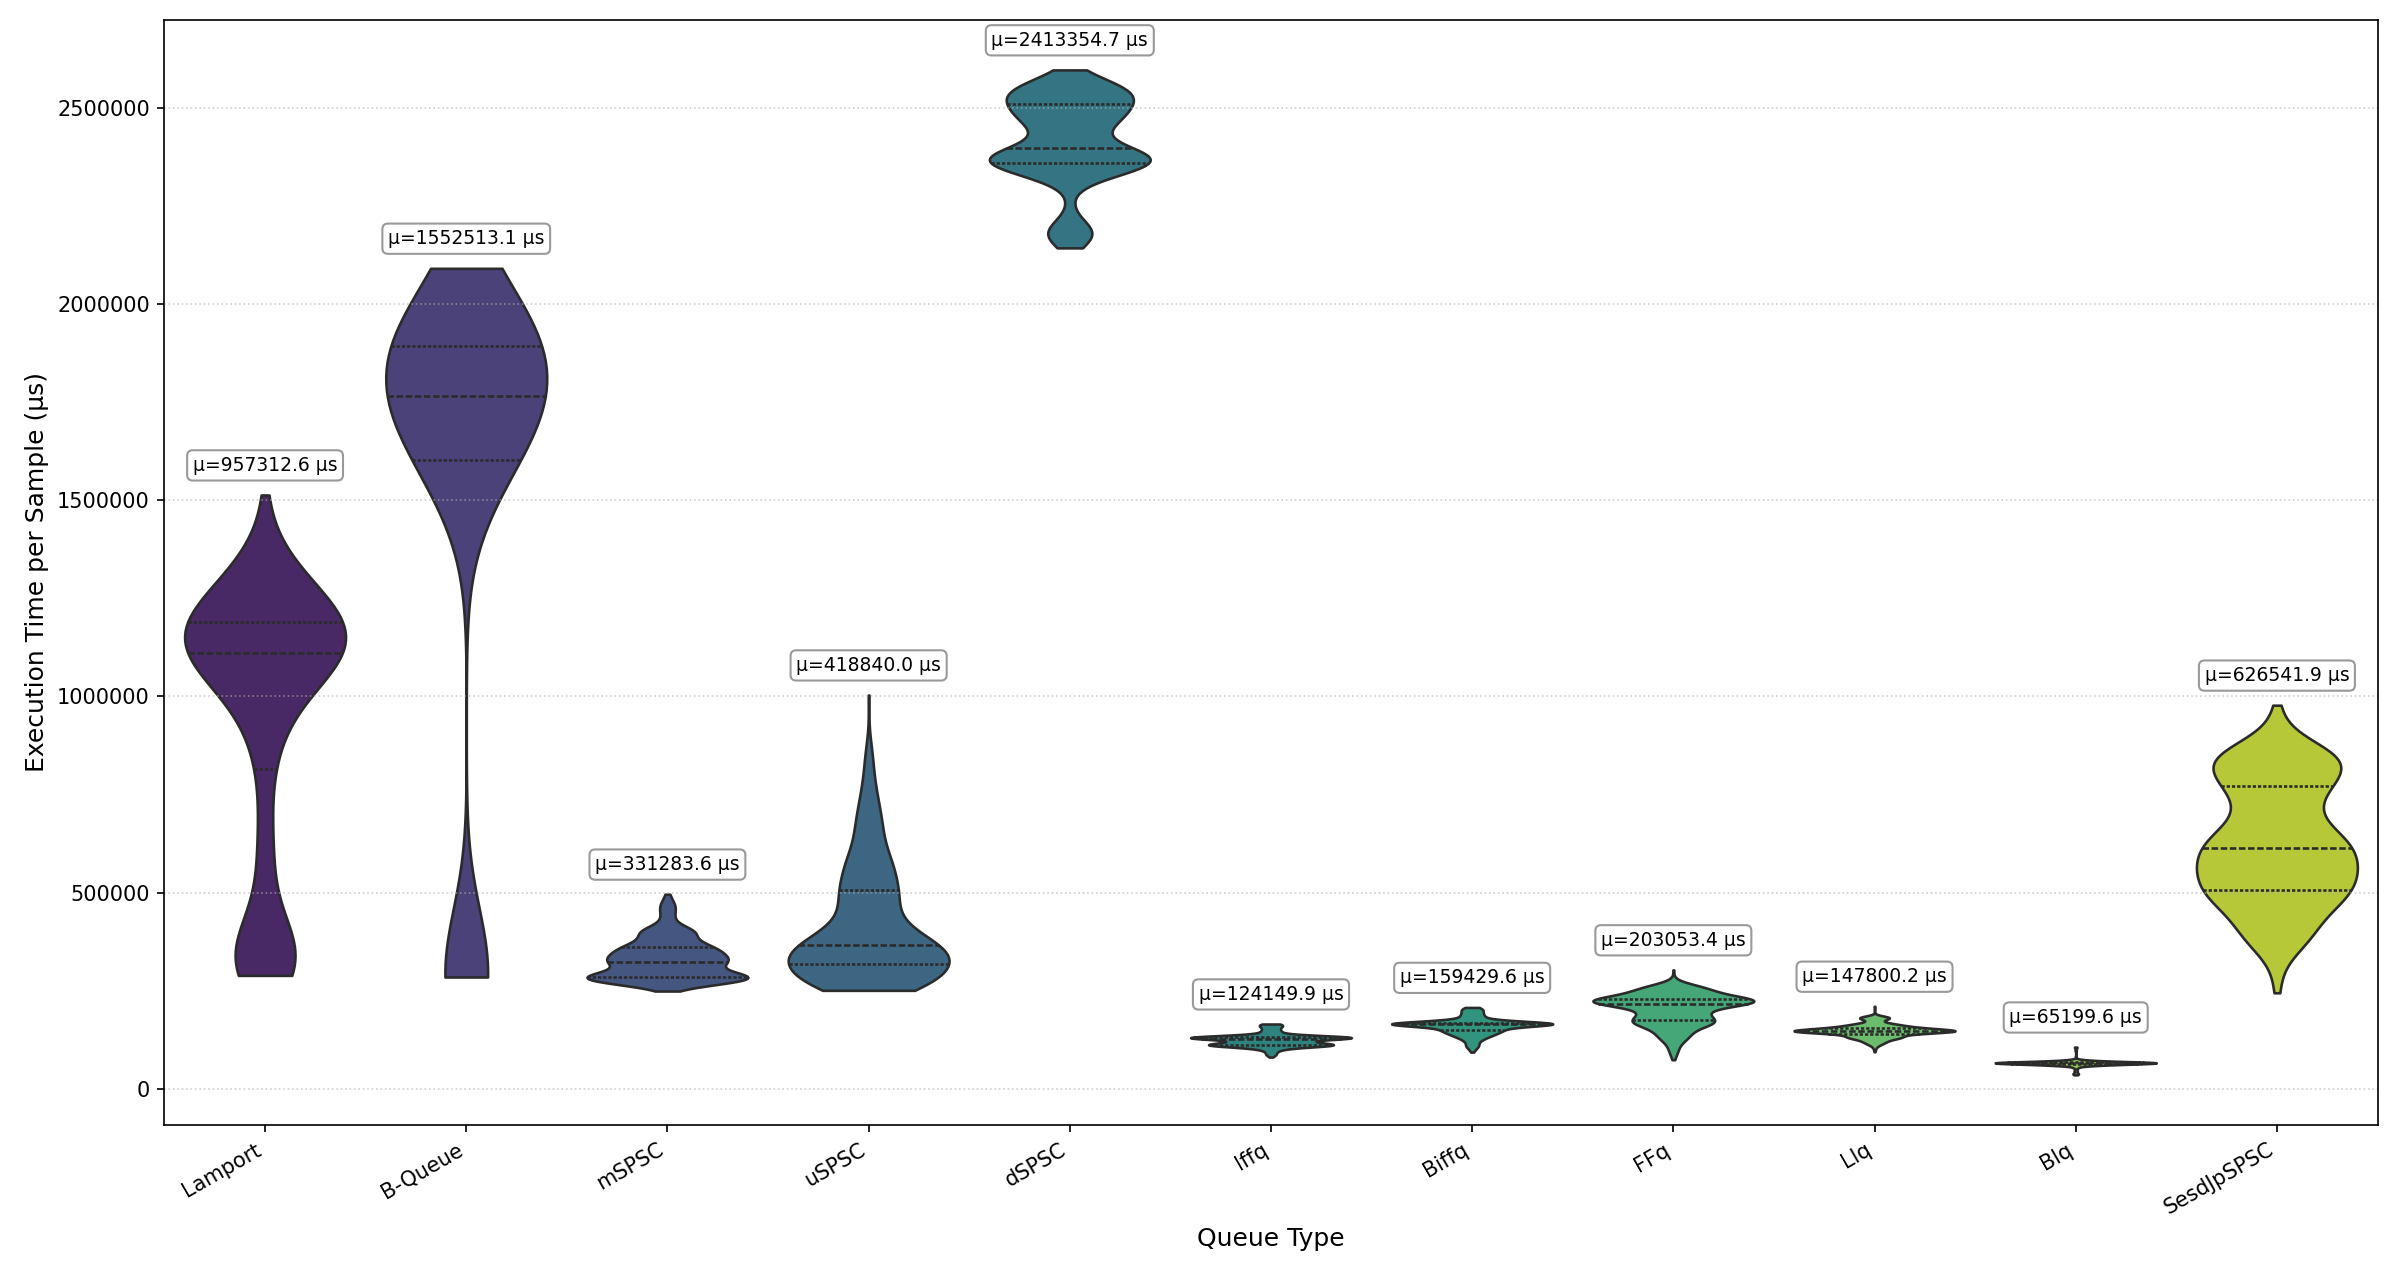 μ=2413354.7 μs
2500000
μ=1552513.1 μs
2000000
μ=957312.6 μs
1500000
μ=418840.0 μs
μ=626541.9 μs
1000000
μ=331283.6 μs
500000
μ=203053.4 μs
μ=124149.9 μs
μ=159429.6 μs
μ=147800.2 μs
μ=65199.6 μs
0
Execution Time per Sample (μs)
Lamport
B-Queue
mSPSC
uSPSC
dSPSC
Iffq
Biffq
FFq
Llq
Blq
SesdJpSPSC
Queue Type